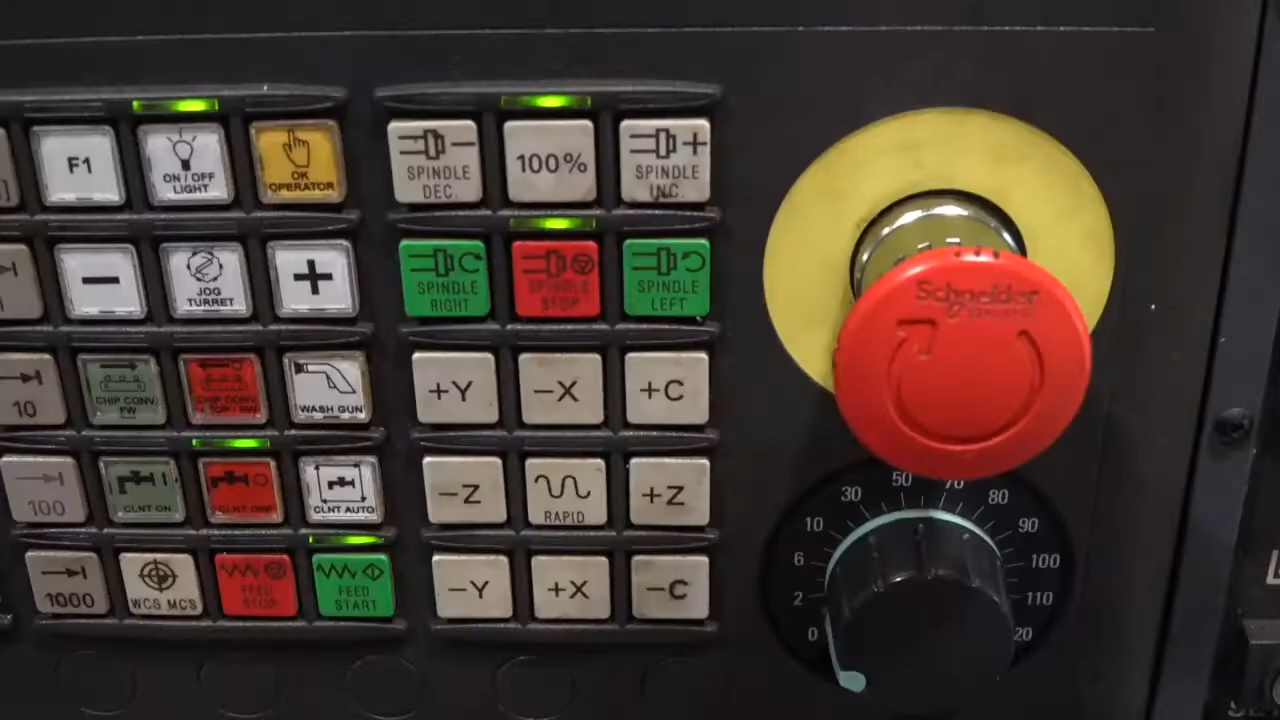 F1
ON / OFF
LIGHT
OK
OPERATOR
SPINDLE
DEC.
100%
SPINDLE
INC.
JOG
TURRET
SPINDLE
RIGHT
SPINDLE
STOP
SPINDLE
LEFT
10
CHIP CONV
FW
CHIP CONV
WASH GUN
+Y
−X
+C
100
CLNT ON
CLNT
CLNT AUTO
−Z
RAPID
+Z
1000
WCS MCS
FEED
STOP
FEED
START
−Y
+X
−C
Schneider
Electric
0
2
6
10
30
50
70
80
90
100
110